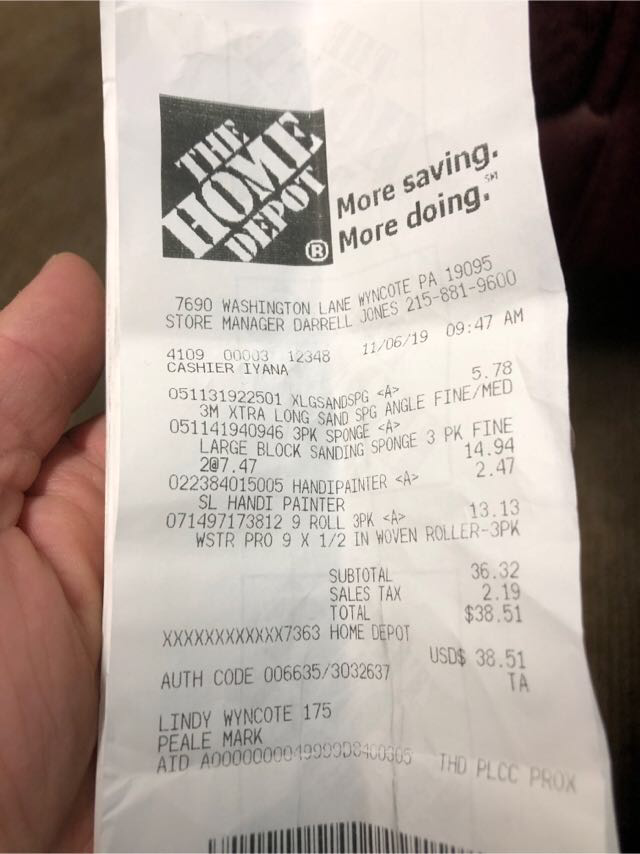 THE
HOME
DEPOT
®
More saving.
More doing.℠
7690 WASHINGTON LANE WYNCOTE PA 19095
STORE MANAGER DARRELL JONES 215-881-9600
4109 00003 12348 11/06/19 09:47 AM
CASHIER IYANA
051131922501 XLGSANDSPG <A> 5.78
3M XTRA LONG SAND SPG ANGLE FINE/MED
051141940946 3PK SPONGE <A>
LARGE BLOCK SANDING SPONGE 3 PK FINE
2@7.47 14.94
022384015005 HANDIPAINTER <A> 2.47
SL HANDI PAINTER
071497173812 9 ROLL 3PK <A> 13.13
WSTR PRO 9 X 1/2 IN WOVEN ROLLER-3PK
SUBTOTAL 36.32
SALES TAX 2.19
TOTAL $38.51
XXXXXXXXXXXX7363 HOME DEPOT
USD$ 38.51
AUTH CODE 006635/3032637 TA
LINDY WYNCOTE 175
PEALE MARK
AID THD PLCC PROX